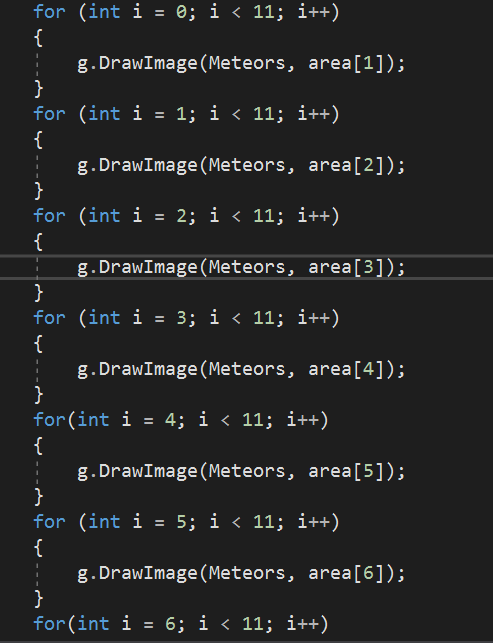 for (int i = 0; i < 11; i++)
{
    g.DrawImage(Meteors, area[1]);
}
for (int i = 1; i < 11; i++)
{
    g.DrawImage(Meteors, area[2]);
}
for (int i = 2; i < 11; i++)
{
    g.DrawImage(Meteors, area[3]);
}
for (int i = 3; i < 11; i++)
{
    g.DrawImage(Meteors, area[4]);
}
for(int i = 4; i < 11; i++)
{
    g.DrawImage(Meteors, area[5]);
}
for (int i = 5; i < 11; i++)
{
    g.DrawImage(Meteors, area[6]);
}
for(int i = 6; i < 11; i++)